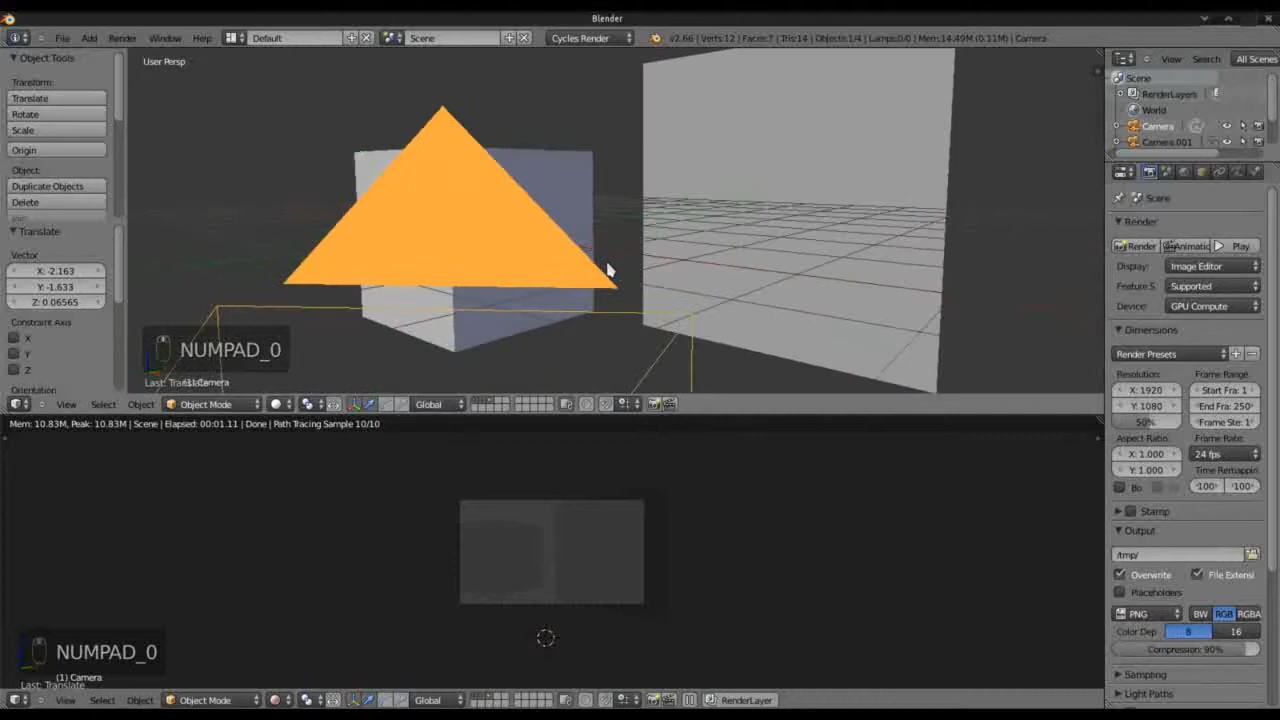 Blender
File Add Render Window Help Default Scene Cycles Render v2.66 | Verts:12 | Faces:7 | Tris:14 | Objects:1/4 | Lamps:0/0 | Mem:14.49M (0.11M) | Camera
Object Tools
Transform:
Translate
Rotate
Scale
Origin
Object:
Duplicate Objects
Delete
Translate
Vector
X: -2.163
Y: -1.633
Z: 0.06565
Constraint Axis
X
Y
Z
Orientation
User Persp
NUMPAD_0
Last: Translate
(1) Camera
View Select Object Object Mode Global
Mem: 10.83M, Peak: 10.83M | Scene | Elapsed: 00:01.11 | Done | Path Tracing Sample 10/10
NUMPAD_0
(1) Camera
Last: Translate
View Select Object Object Mode Global RenderLayer
View Search All Scenes
Scene
RenderLayers
World
Camera
Camera.001
Scene
Render
Render Animatic Play
Display: Image Editor
Feature S Supported
Device: GPU Compute
Dimensions
Render Presets
Resolution: Frame Range:
X: 1920 Start Fra: 1
Y: 1080 End Fra: 250
50% Frame Ste: 1
Aspect Ratio: Frame Rate:
X: 1.000 24 fps
Y: 1.000 Time Remappin
Bo 100 100
Stamp
Output
/tmp/
Overwrite File Extensi
Placeholders
PNG BW RGB RGBA
Color Dep 8 16
Compression: 90%
Sampling
Light Paths